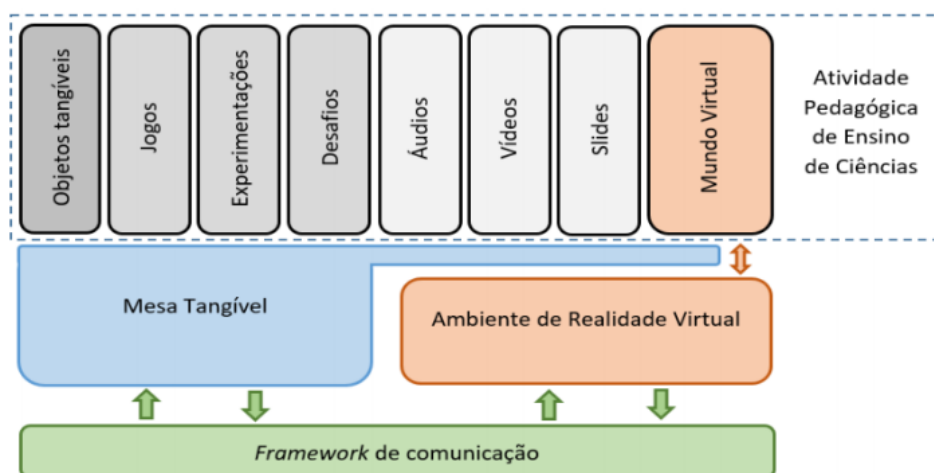 Objetos tangíveis
Jogos
Experimentações
Desafios
Áudios
Vídeos
Slides
Mundo Virtual
Atividade
Pedagógica
de Ensino
de Ciências
Mesa Tangível
Ambiente de Realidade Virtual
Framework de comunicação